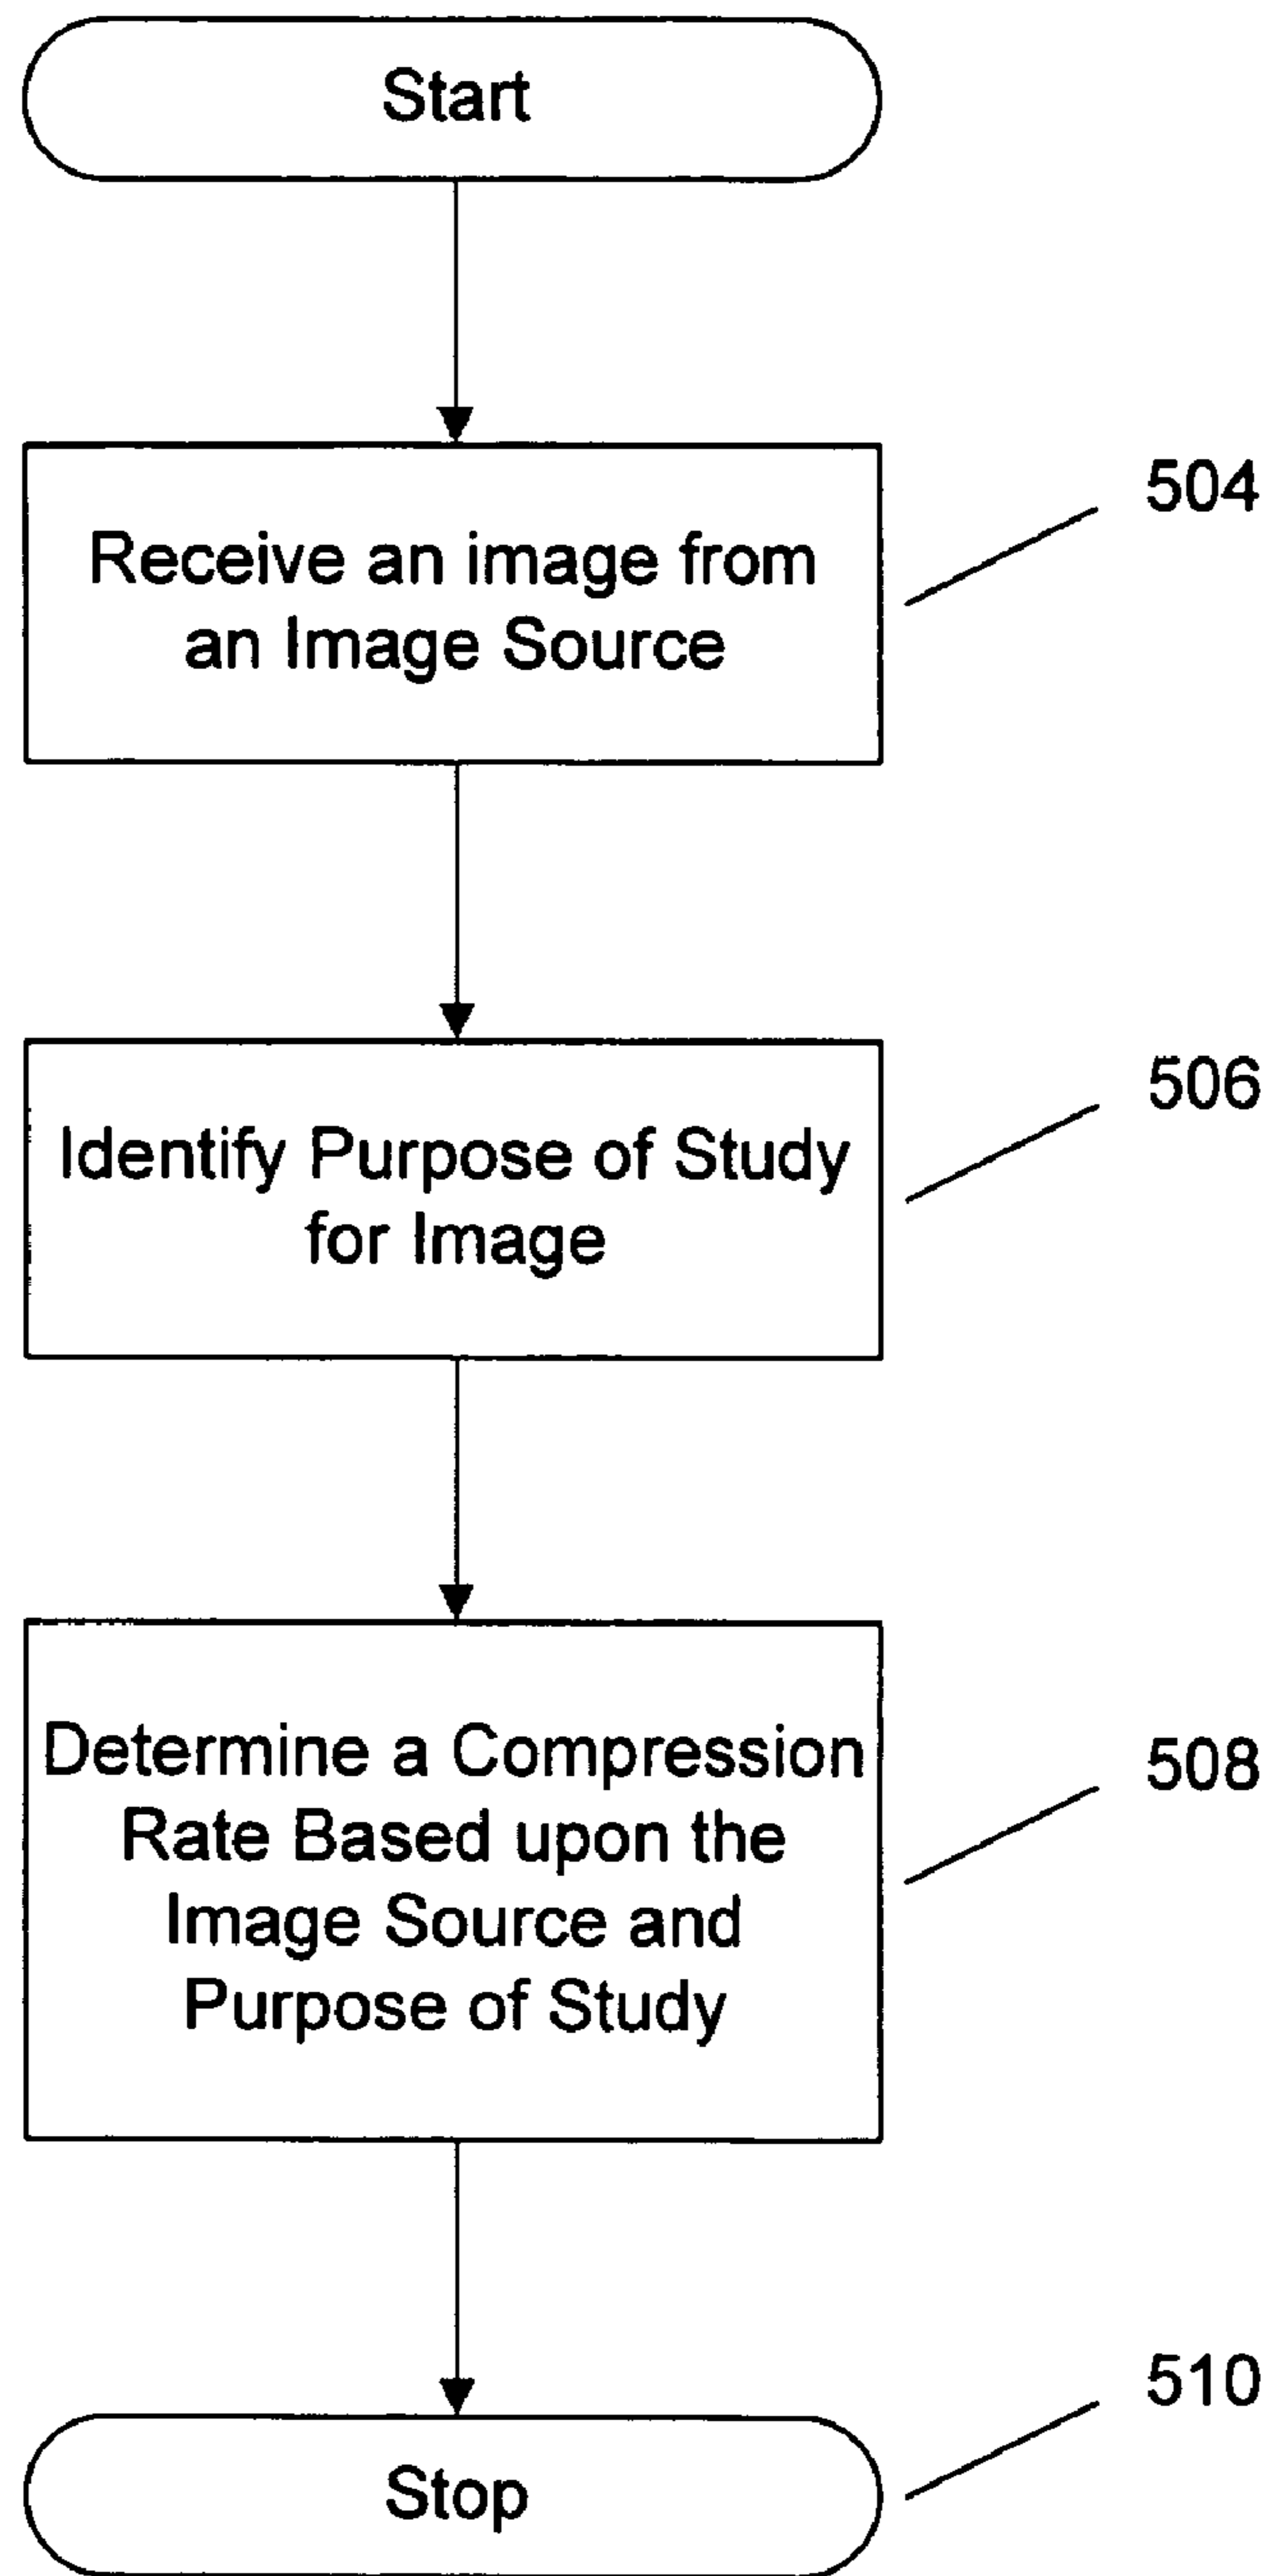 Start
Receive an image from
an Image Source
504
Identify Purpose of Study
for Image
506
Determine a Compression
Rate Based upon the
Image Source and
Purpose of Study
508
Stop
510